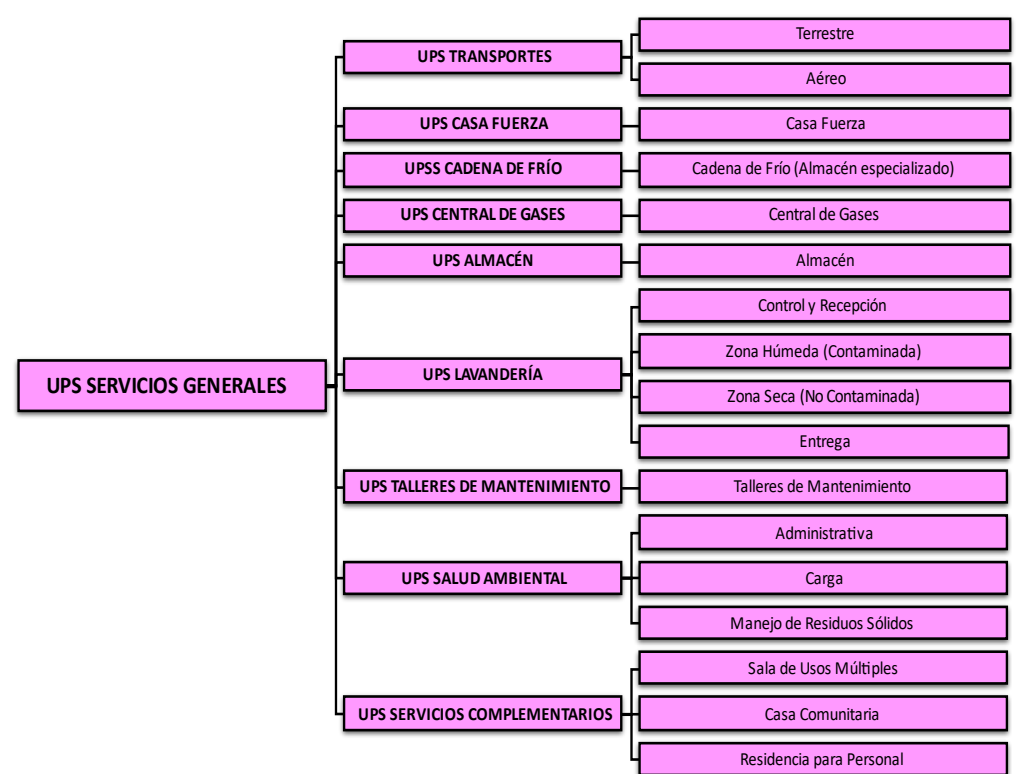 UPS SERVICIOS GENERALES
UPS TRANSPORTES
Terrestre
Aéreo
UPS CASA FUERZA
Casa Fuerza
UPSS CADENA DE FRÍO
Cadena de Frío (Almacén especializado)
UPS CENTRAL DE GASES
Central de Gases
UPS ALMACÉN
Almacén
UPS LAVANDERÍA
Control y Recepción
Zona Húmeda (Contaminada)
Zona Seca (No Contaminada)
Entrega
UPS TALLERES DE MANTENIMIENTO
Talleres de Mantenimiento
UPS SALUD AMBIENTAL
Administrativa
Carga
Manejo de Residuos Sólidos
UPS SERVICIOS COMPLEMENTARIOS
Sala de Usos Múltiples
Casa Comunitaria
Residencia para Personal